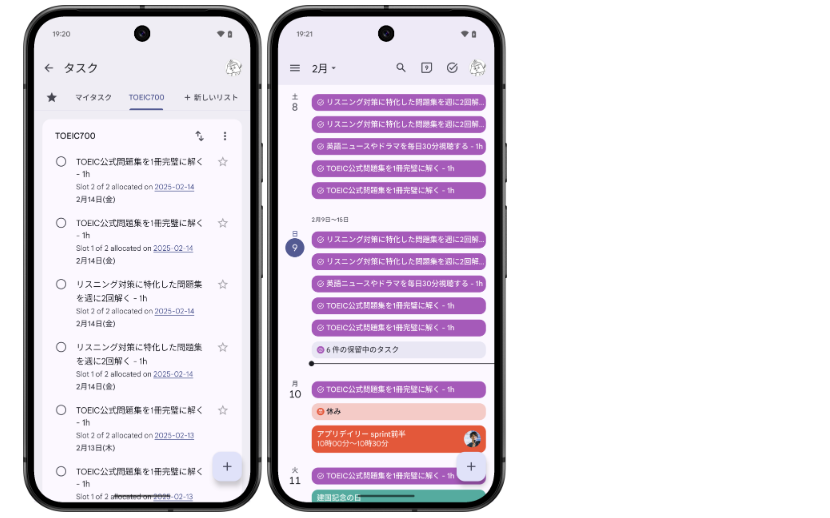 19:20
タスク
マイタスク
TOEIC700
+ 新しいリスト
TOEIC700
TOEIC公式問題集を1冊完璧に解く
- 1h
Slot 2 of 2 allocated on 2025-02-14
2月14日(金)
TOEIC公式問題集を1冊完璧に解く
- 1h
Slot 1 of 2 allocated on 2025-02-14
2月14日(金)
リスニング対策に特化した問題集
を週に2回解く - 1h
Slot 2 of 2 allocated on 2025-02-14
2月14日(金)
リスニング対策に特化した問題集
を週に2回解く - 1h
Slot 1 of 2 allocated on 2025-02-14
2月14日(金)
TOEIC公式問題集を1冊完璧に解く
- 1h
Slot 2 of 2 allocated on 2025-02-13
2月13日(木)
TOEIC公式問題集を1冊完璧に解く
- 1h
Slot 1 of 2 allocated on 2025-02-13
+
19:21
2月
9
土
8
リスニング対策に特化した問題集を週に2回解...
リスニング対策に特化した問題集を週に2回解...
英語ニュースやドラマを毎日30分視聴する - 1h
TOEIC公式問題集を1冊完璧に解く - 1h
TOEIC公式問題集を1冊完璧に解く - 1h
2月9日～15日
日
9
リスニング対策に特化した問題集を週に2回解...
リスニング対策に特化した問題集を週に2回解...
英語ニュースやドラマを毎日30分視聴する - 1h
TOEIC公式問題集を1冊完璧に解く - 1h
TOEIC公式問題集を1冊完璧に解く - 1h
6 件の保留中のタスク
月
10
TOEIC公式問題集を1冊完璧に解く - 1h
休み
アプリデイリー sprint前半
10時00分～10時30分
火
11
TOEIC公式問題集を1冊完璧に解く - 1h
建国記念の日
+